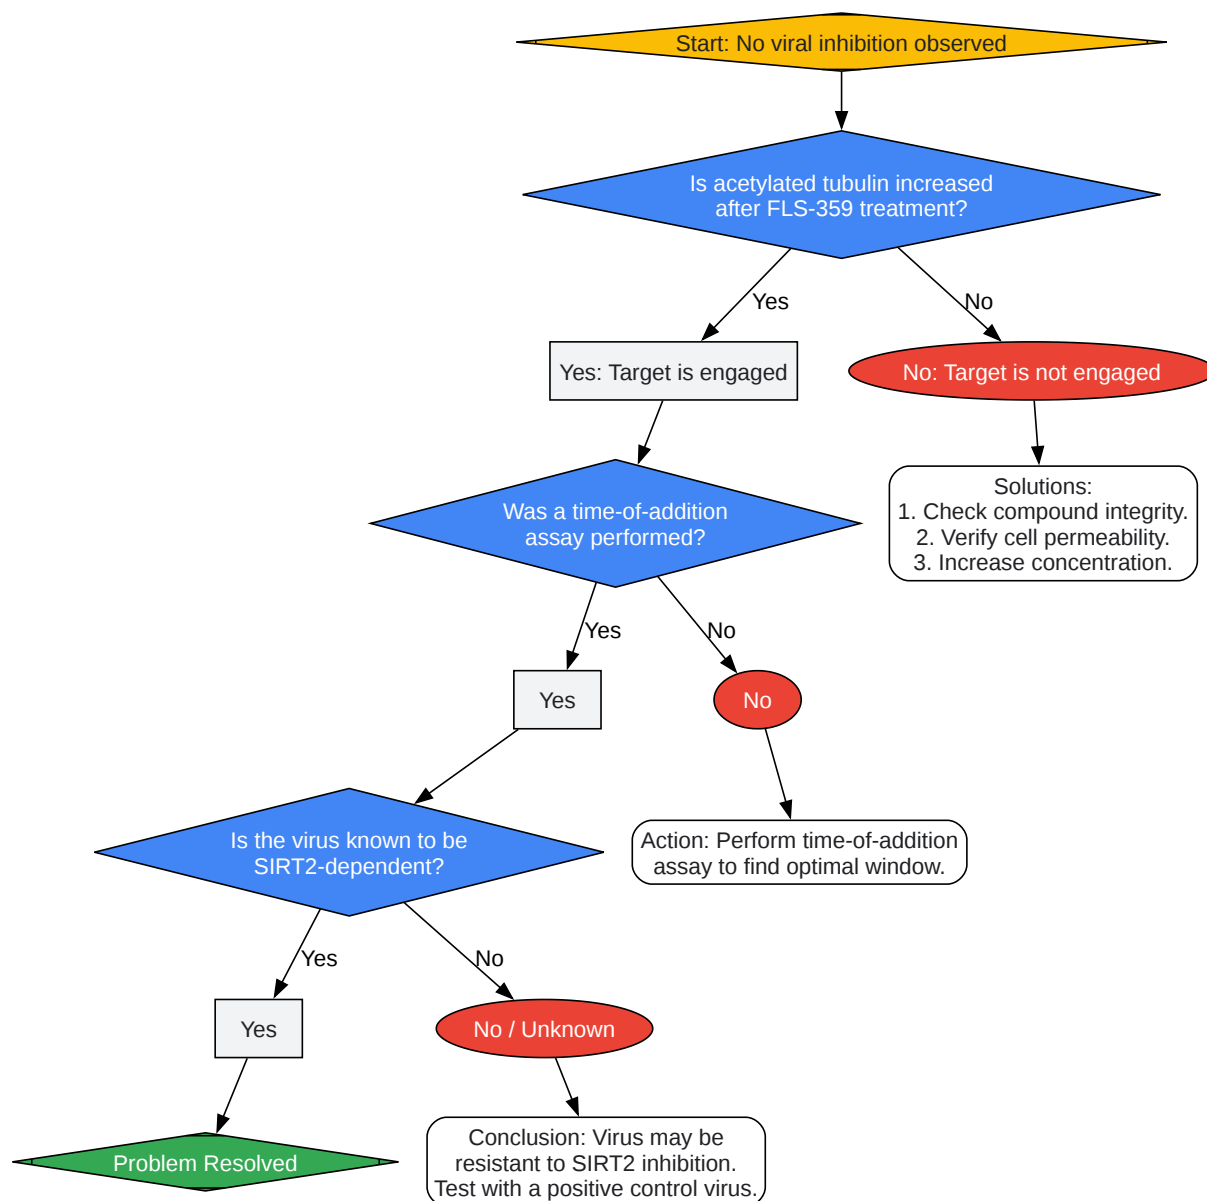 Start: No viral inhibition observed
Is acetylated tubulin increased
after FLS-359 treatment?
Yes
No
Yes: Target is engaged
No: Target is not engaged
Was a time-of-addition
assay performed?
Solutions:
1. Check compound integrity.
2. Verify cell permeability.
3. Increase concentration.
Yes
No
Yes
No
Is the virus known to be
SIRT2-dependent?
Action: Perform time-of-addition
assay to find optimal window.
Yes
No
Yes
No / Unknown
Problem Resolved
Conclusion: Virus may be
resistant to SIRT2 inhibition.
Test with a positive control virus.